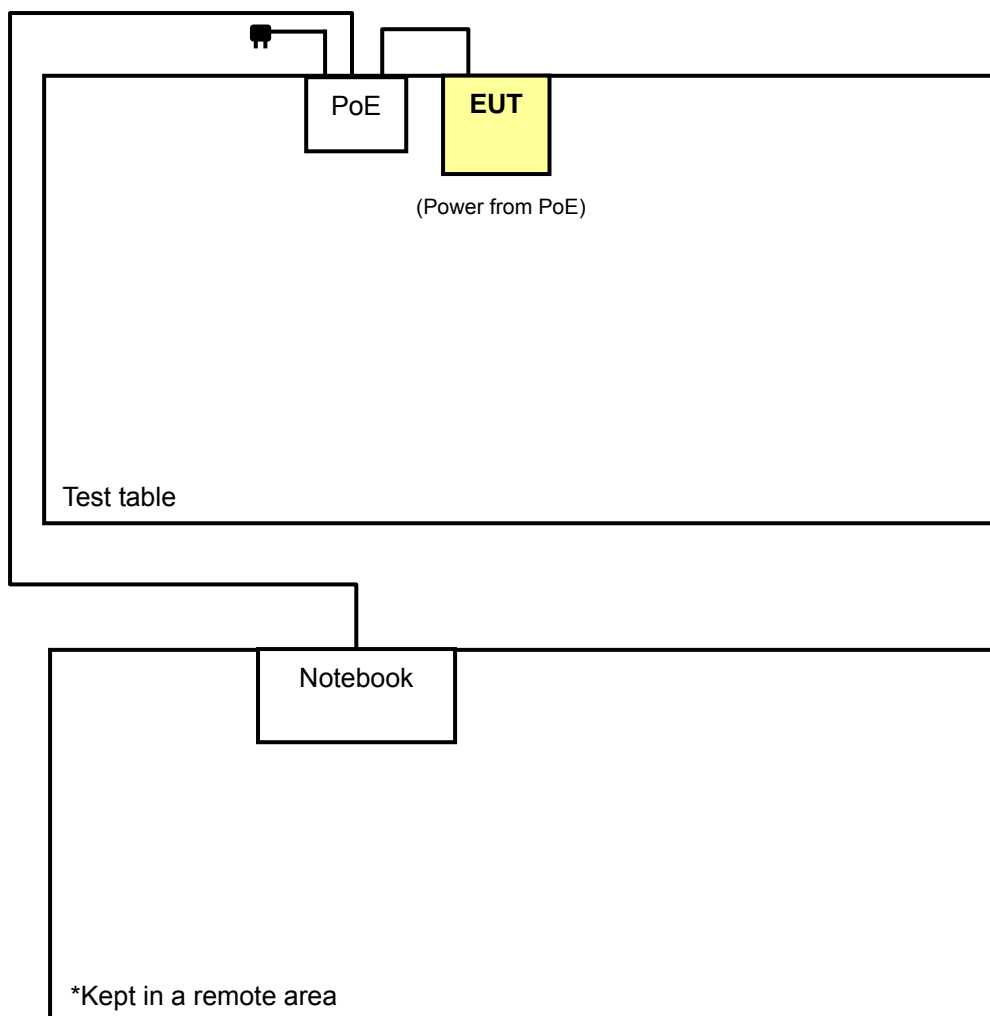 PoE
EUT
(Power from PoE)
Test table
Notebook
*Kept in a remote area